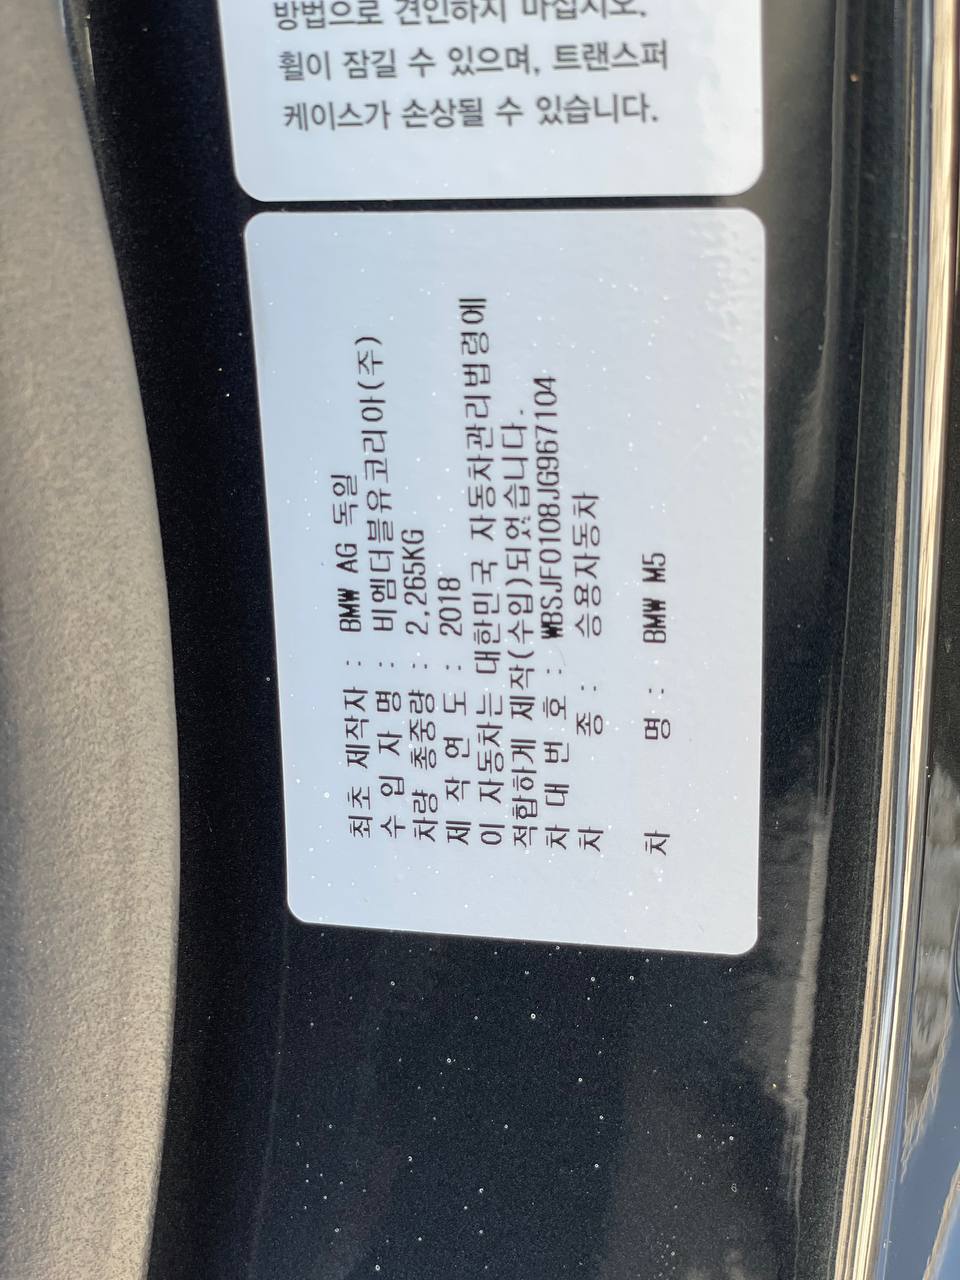 방법으로 견인하지 마십시오.
휠이 잠길 수 있으며, 트랜스퍼
케이스가 손상될 수 있습니다.
최초 제작자 : BMW AG 독일
수 입 자 명 : 비엠더블유코리아(주)
차량 총중량 : 2,265KG
제 작 연 도 : 2018
이 자동차는 대한민국 자동차관리법령에
적합하게 제작(수입)되었습니다.
차 대 번 호 : WBSJF0108JG967104
차 종 : 승용자동차
차 명 : BMW M5